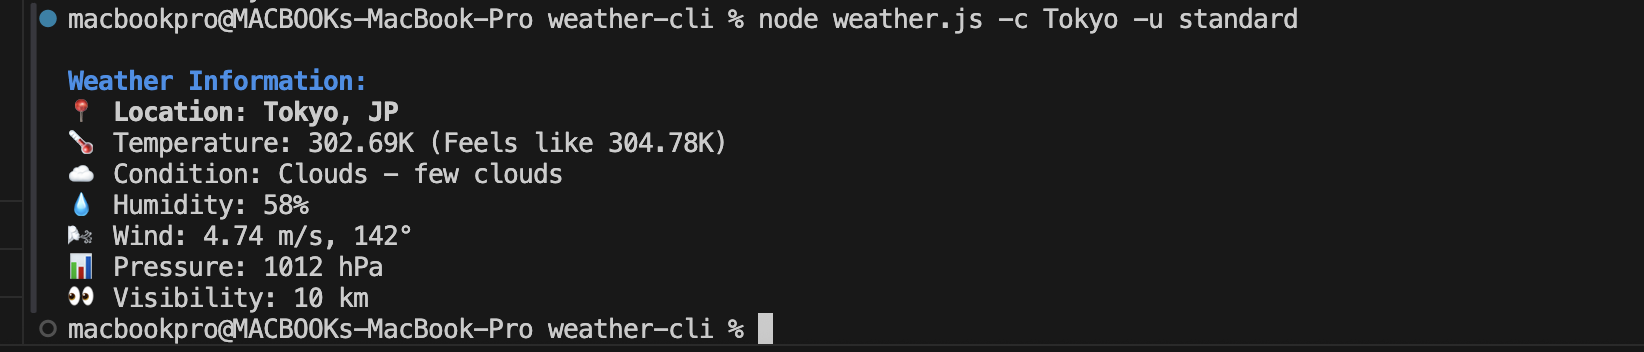 macbookpro@MACBOOKs-MacBook-Pro weather-cli % node weather.js -c Tokyo -u standard
Weather Information:
📍 Location: Tokyo, JP
🌡️ Temperature: 302.69K (Feels like 304.78K)
☁️ Condition: Clouds - few clouds
💧 Humidity: 58%
🌬️ Wind: 4.74 m/s, 142°
📊 Pressure: 1012 hPa
👀 Visibility: 10 km
macbookpro@MACBOOKs-MacBook-Pro weather-cli %